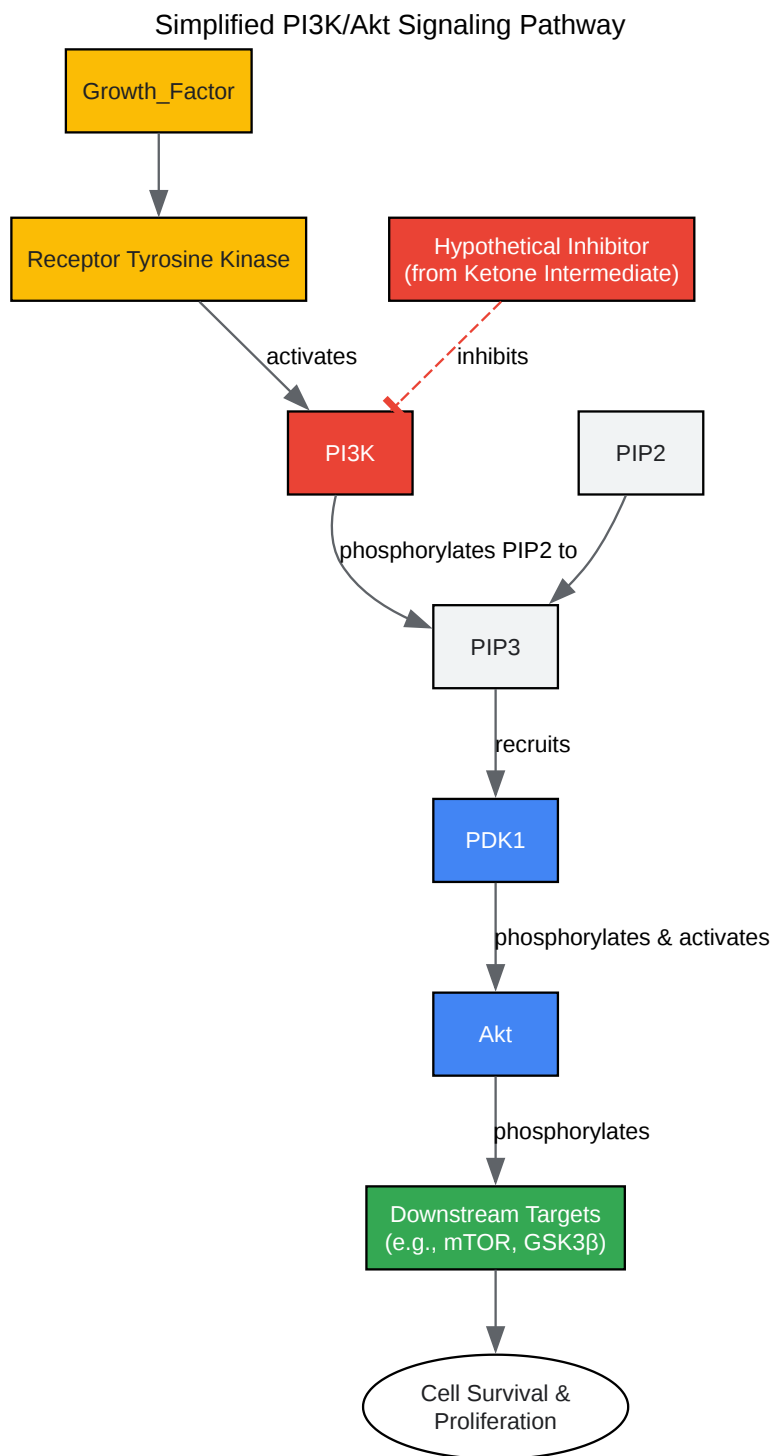 Simplified PI3K/Akt Signaling Pathway
Growth_Factor
Receptor Tyrosine Kinase
Hypothetical Inhibitor
(from Ketone Intermediate)
activates
inhibits
PI3K
PIP2
phosphorylates PIP2 to
PIP3
recruits
PDK1
phosphorylates & activates
Akt
phosphorylates
Downstream Targets
(e.g., mTOR, GSK3β)
Cell Survival &
Proliferation